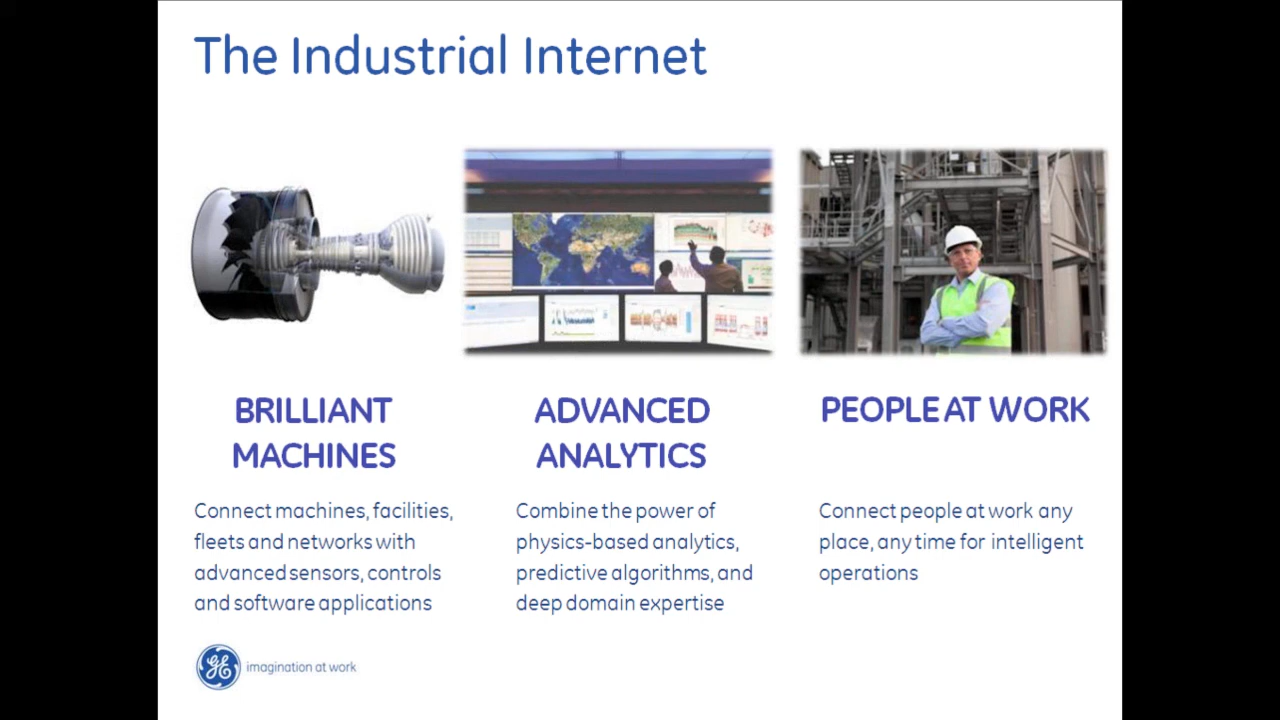 The Industrial Internet
BRILLIANT
MACHINES
Connect machines, facilities,
fleets and networks with
advanced sensors, controls
and software applications
ADVANCED
ANALYTICS
Combine the power of
physics-based analytics,
predictive algorithms, and
deep domain expertise
PEOPLE AT WORK
Connect people at work any
place, any time for intelligent
operations
GE
imagination at work